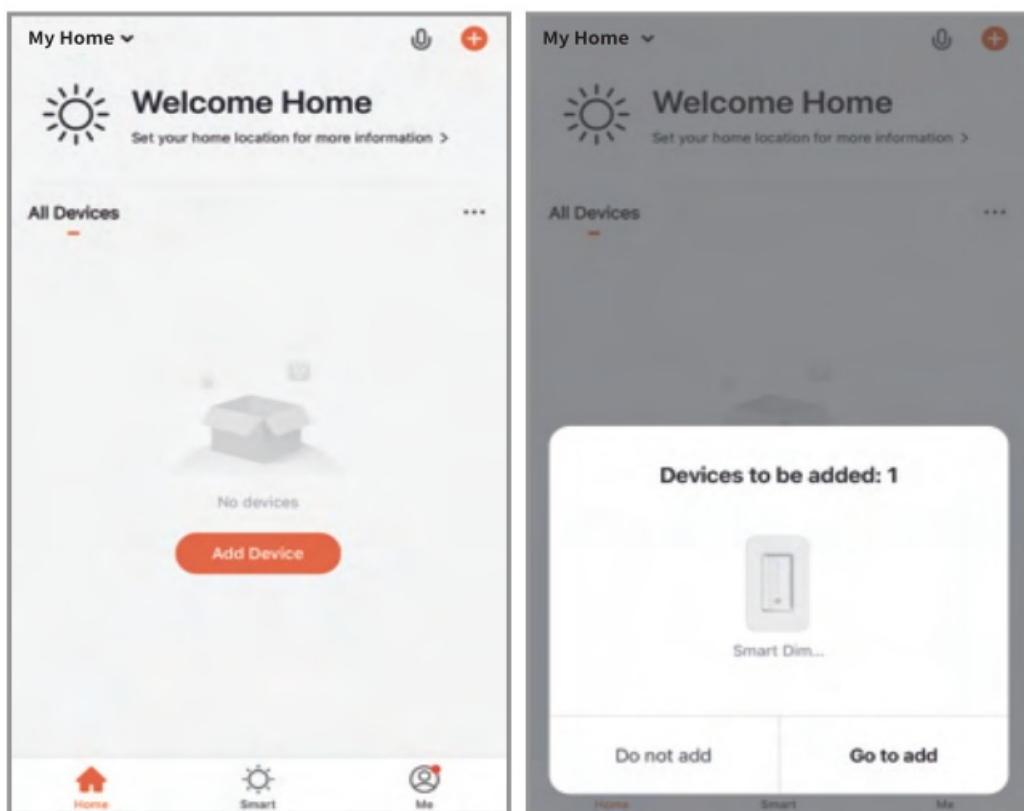 My Home
Welcome Home
Set your home location for more information >
All Devices
No devices
Add Device
Home
Smart
Me
My Home
Welcome Home
Set your home location for more information >
All Devices
Devices to be added: 1
Smart Dim...
Do not add
Go to add
Home
Smart
Me